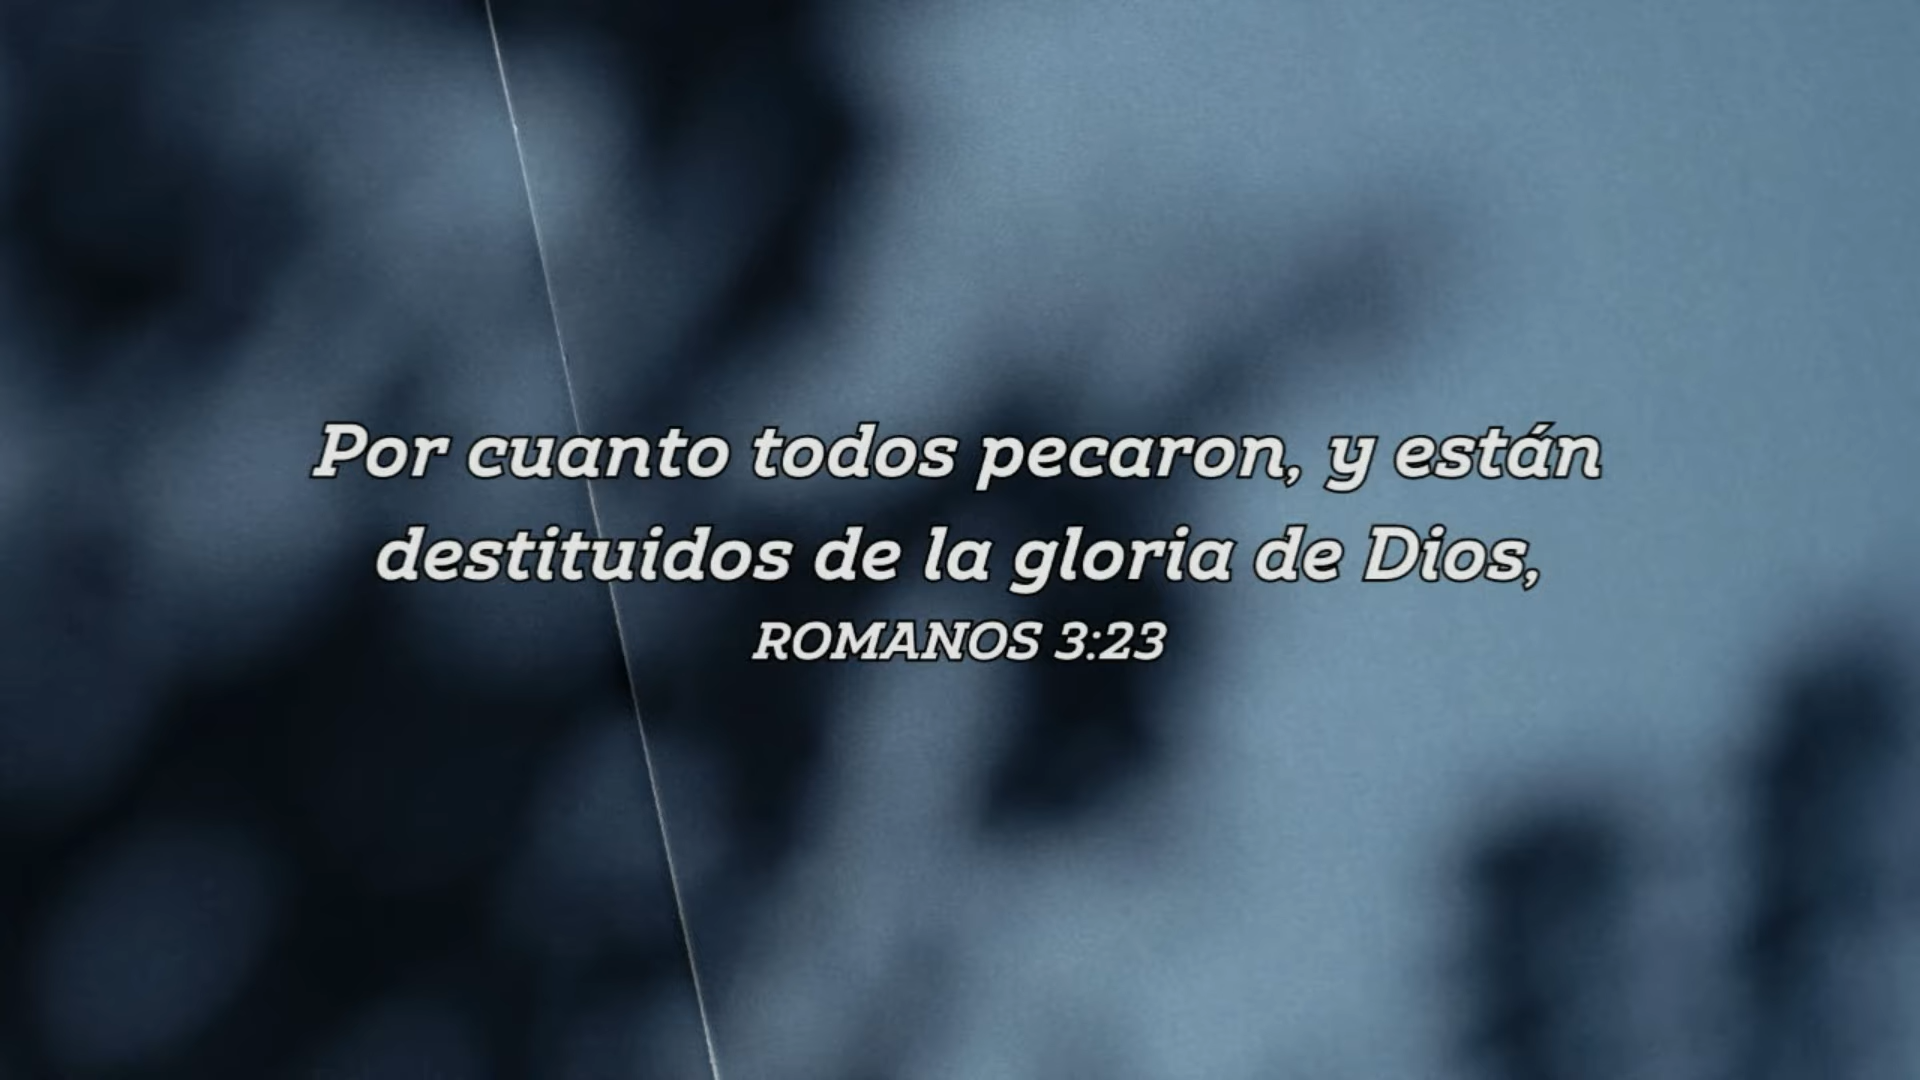 Por cuanto todos pecaron, y están
destituidos de la gloria de Dios,
ROMANOS 3:23